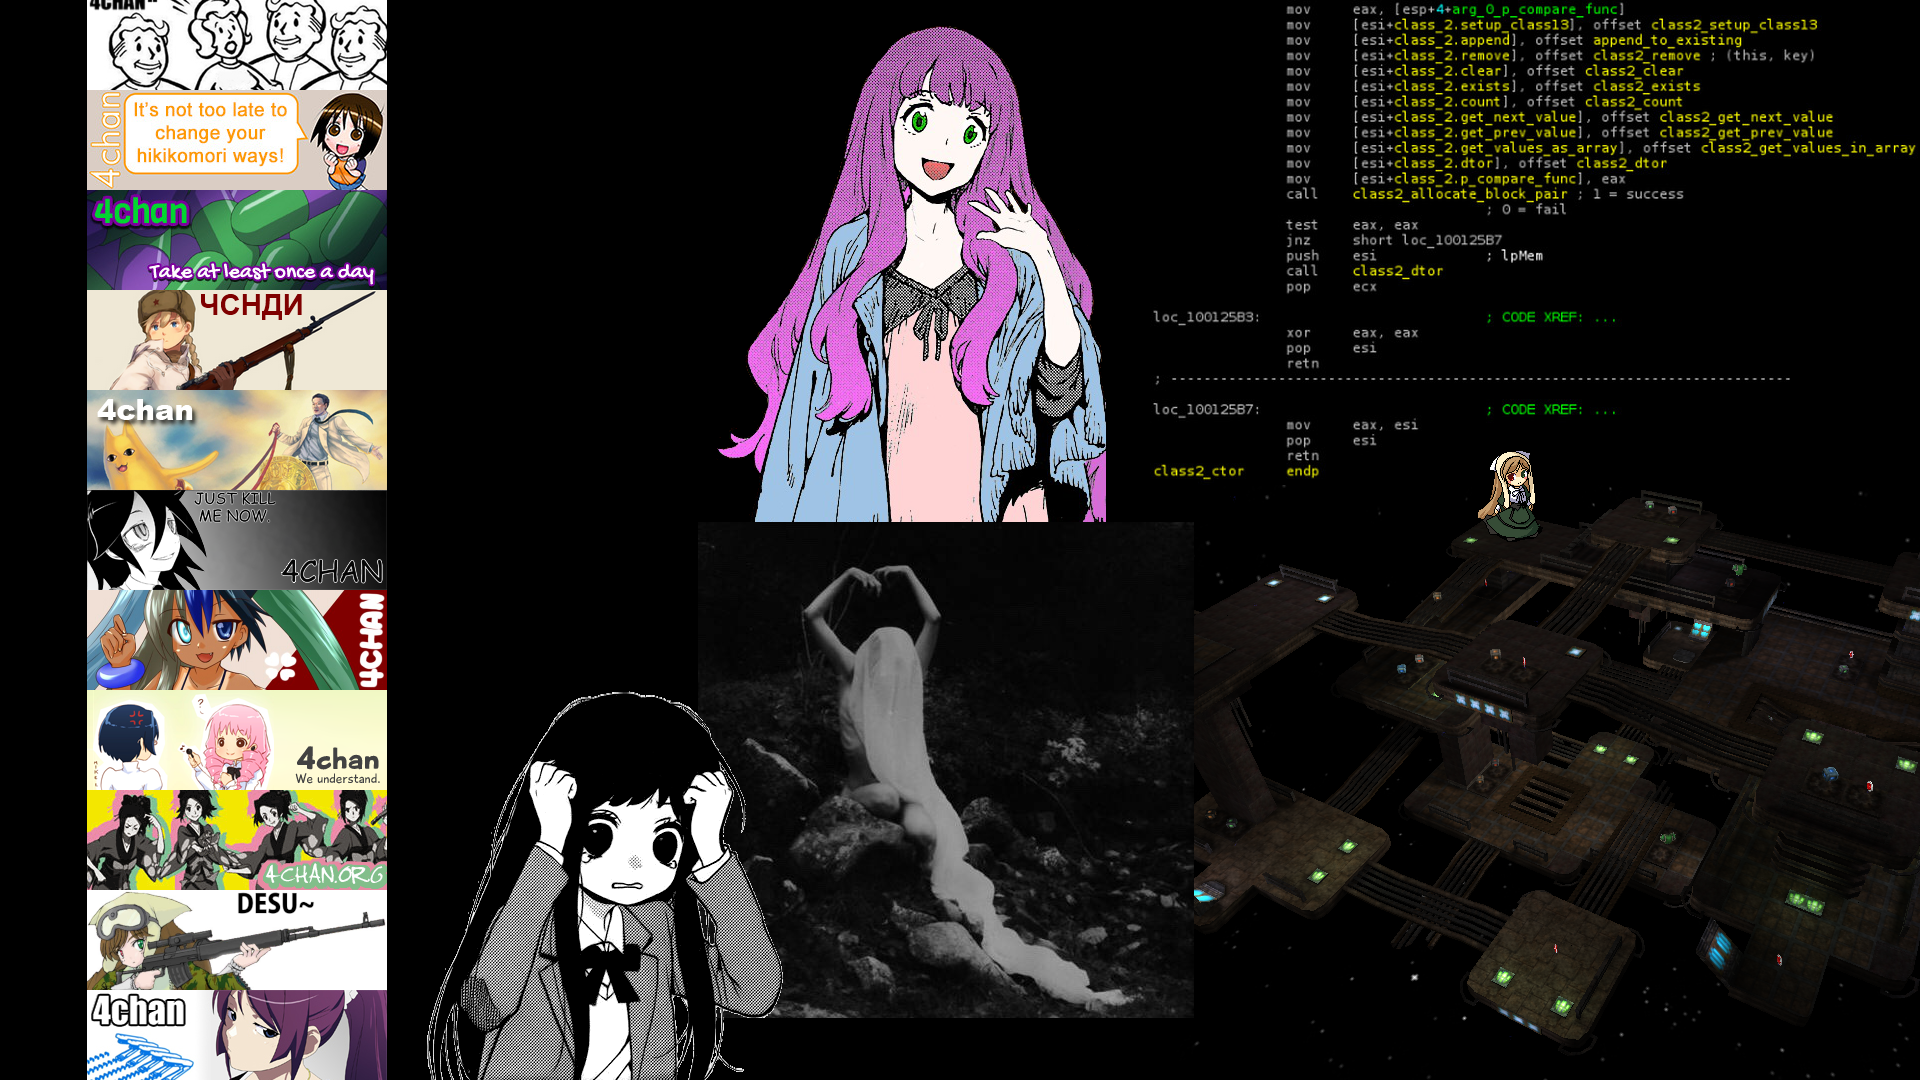 4CHAN~
4chan
It's not too late to
change your
hikikomori ways!
4chan
Take at least once a day
ЧСНДИ
4chan
JUST KILL
ME NOW.
4CHAN
4CHAN
?
4chan
We understand.
4CHAN.ORG
DESU~
4chan
mov eax, [esp+4+arg_0_p_compare_func]
mov [esi+class_2.setup_class13], offset class2_setup_class13
mov [esi+class_2.append], offset append_to_existing
mov [esi+class_2.remove], offset class2_remove ; (this, key)
mov [esi+class_2.clear], offset class2_clear
mov [esi+class_2.exists], offset class2_exists
mov [esi+class_2.count], offset class2_count
mov [esi+class_2.get_next_value], offset class2_get_next_value
mov [esi+class_2.get_prev_value], offset class2_get_prev_value
mov [esi+class_2.get_values_as_array], offset class2_get_values_in_array
mov [esi+class_2.dtor], offset class2_dtor
mov [esi+class_2.p_compare_func], eax
call class2_allocate_block_pair ; 1 = success
; 0 = fail
test eax, eax
jnz short loc_100125B7
push esi ; lpMem
call class2_dtor
pop ecx
loc_100125B3: ; CODE XREF: ...
xor eax, eax
pop esi
retn
; ---------------------------------------------------------------------------
loc_100125B7: ; CODE XREF: ...
mov eax, esi
pop esi
retn
class2_ctor endp